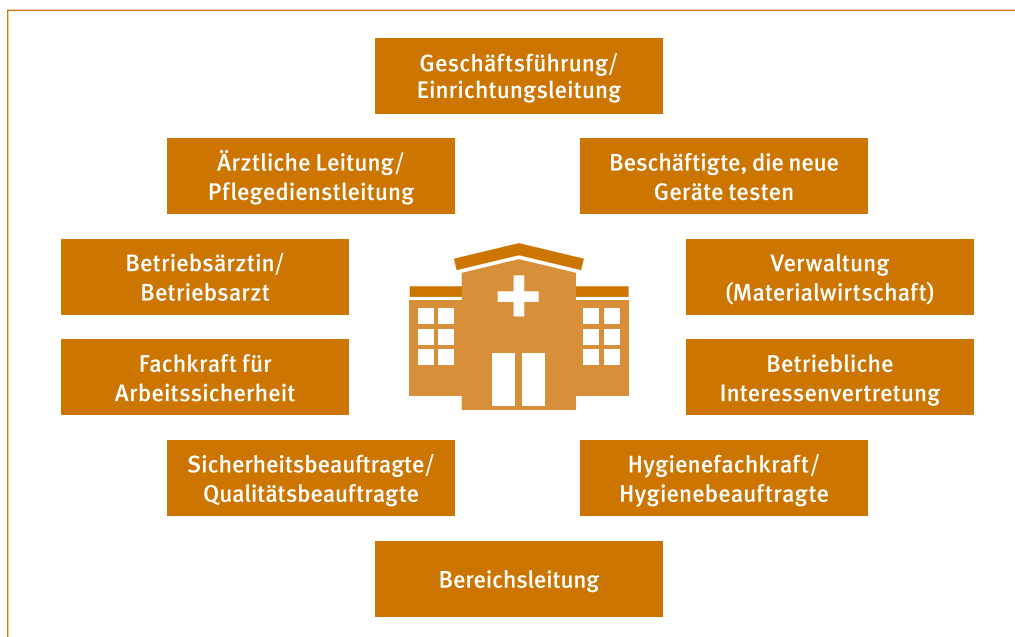 Geschäftsführung/
Einrichtungsleitung
Ärztliche Leitung/
Pflegedienstleitung
Beschäftigte, die neue
Geräte testen
Betriebsärztin/
Betriebsarzt
Verwaltung
(Materialwirtschaft)
Fachkraft für
Arbeitssicherheit
Betriebliche
Interessenvertretung
Sicherheitsbeauftragte/
Qualitätsbeauftragte
Hygienefachkraft/
Hygienebeauftragte
Bereichsleitung